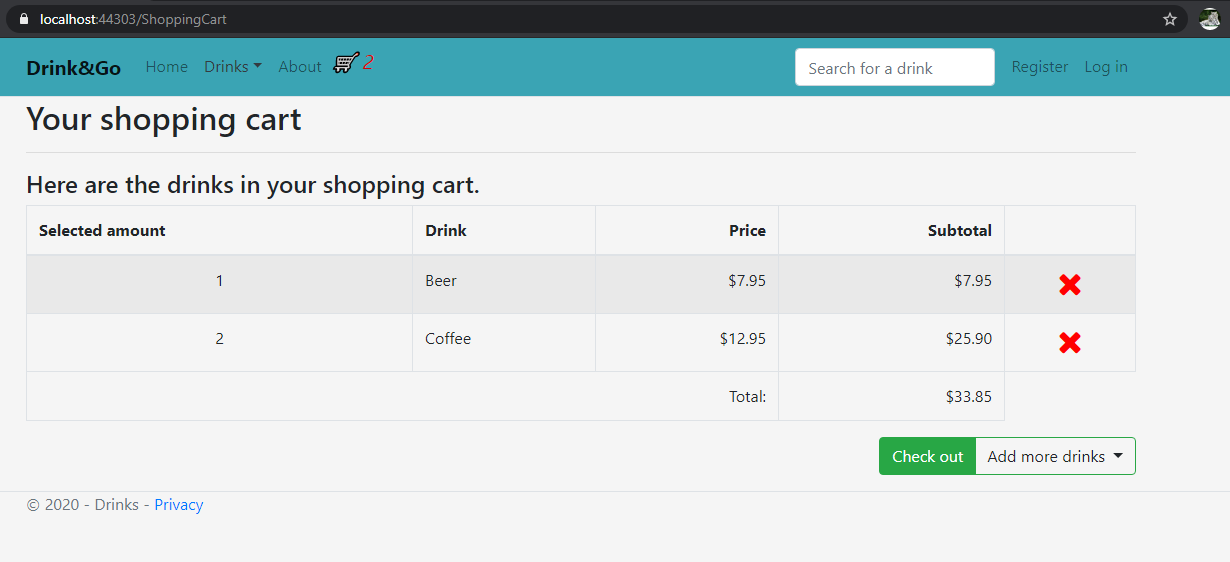 localhost:44303/ShoppingCart
Drink&Go Home Drinks About 2 Search for a drink Register Log in
Your shopping cart
Here are the drinks in your shopping cart.
Selected amount Drink Price Subtotal
1 Beer $7.95 $7.95
2 Coffee $12.95 $25.90
Total: $33.85
Check out Add more drinks
© 2020 - Drinks - Privacy